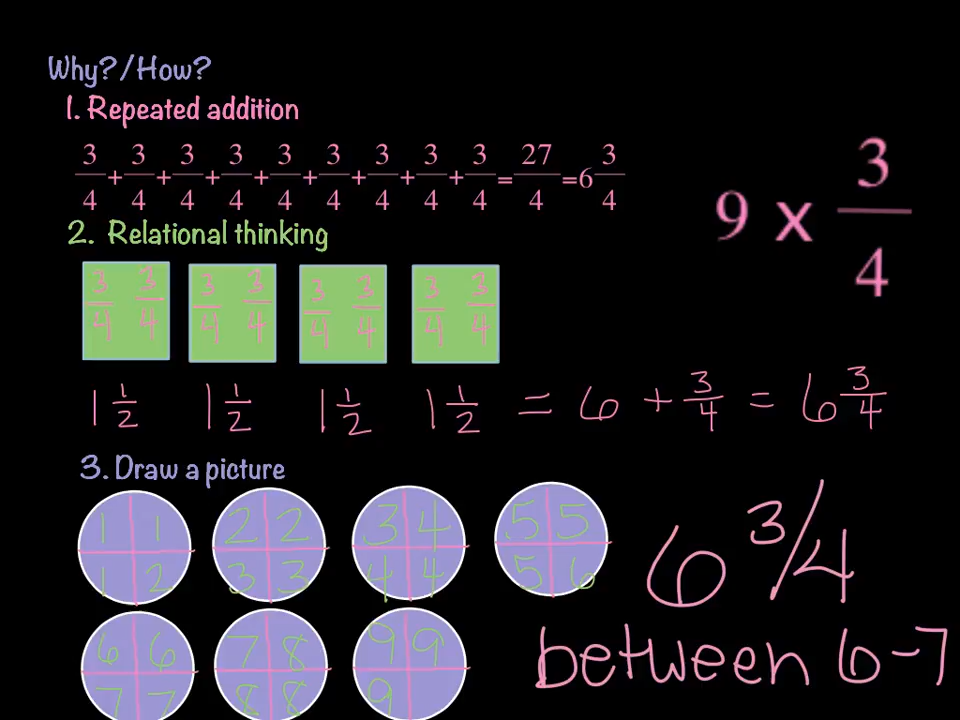 Why?/How?
1. Repeated addition
3/4 + 3/4 + 3/4 + 3/4 + 3/4 + 3/4 + 3/4 + 3/4 + 3/4 = 27/4 = 6 3/4
9 x 3/4
2. Relational thinking
3/4 3/4 3/4 3/4 3/4 3/4 3/4 3/4
1 1/2 1 1/2 1 1/2 1 1/2 = 6 + 3/4 = 6 3/4
3. Draw a picture
1 1 2 2 3 4 5 5
1 2 3 3 4 4 5 6
6 3/4
6 6 7 8 9 9
7 7 8 8 9
between 6-7